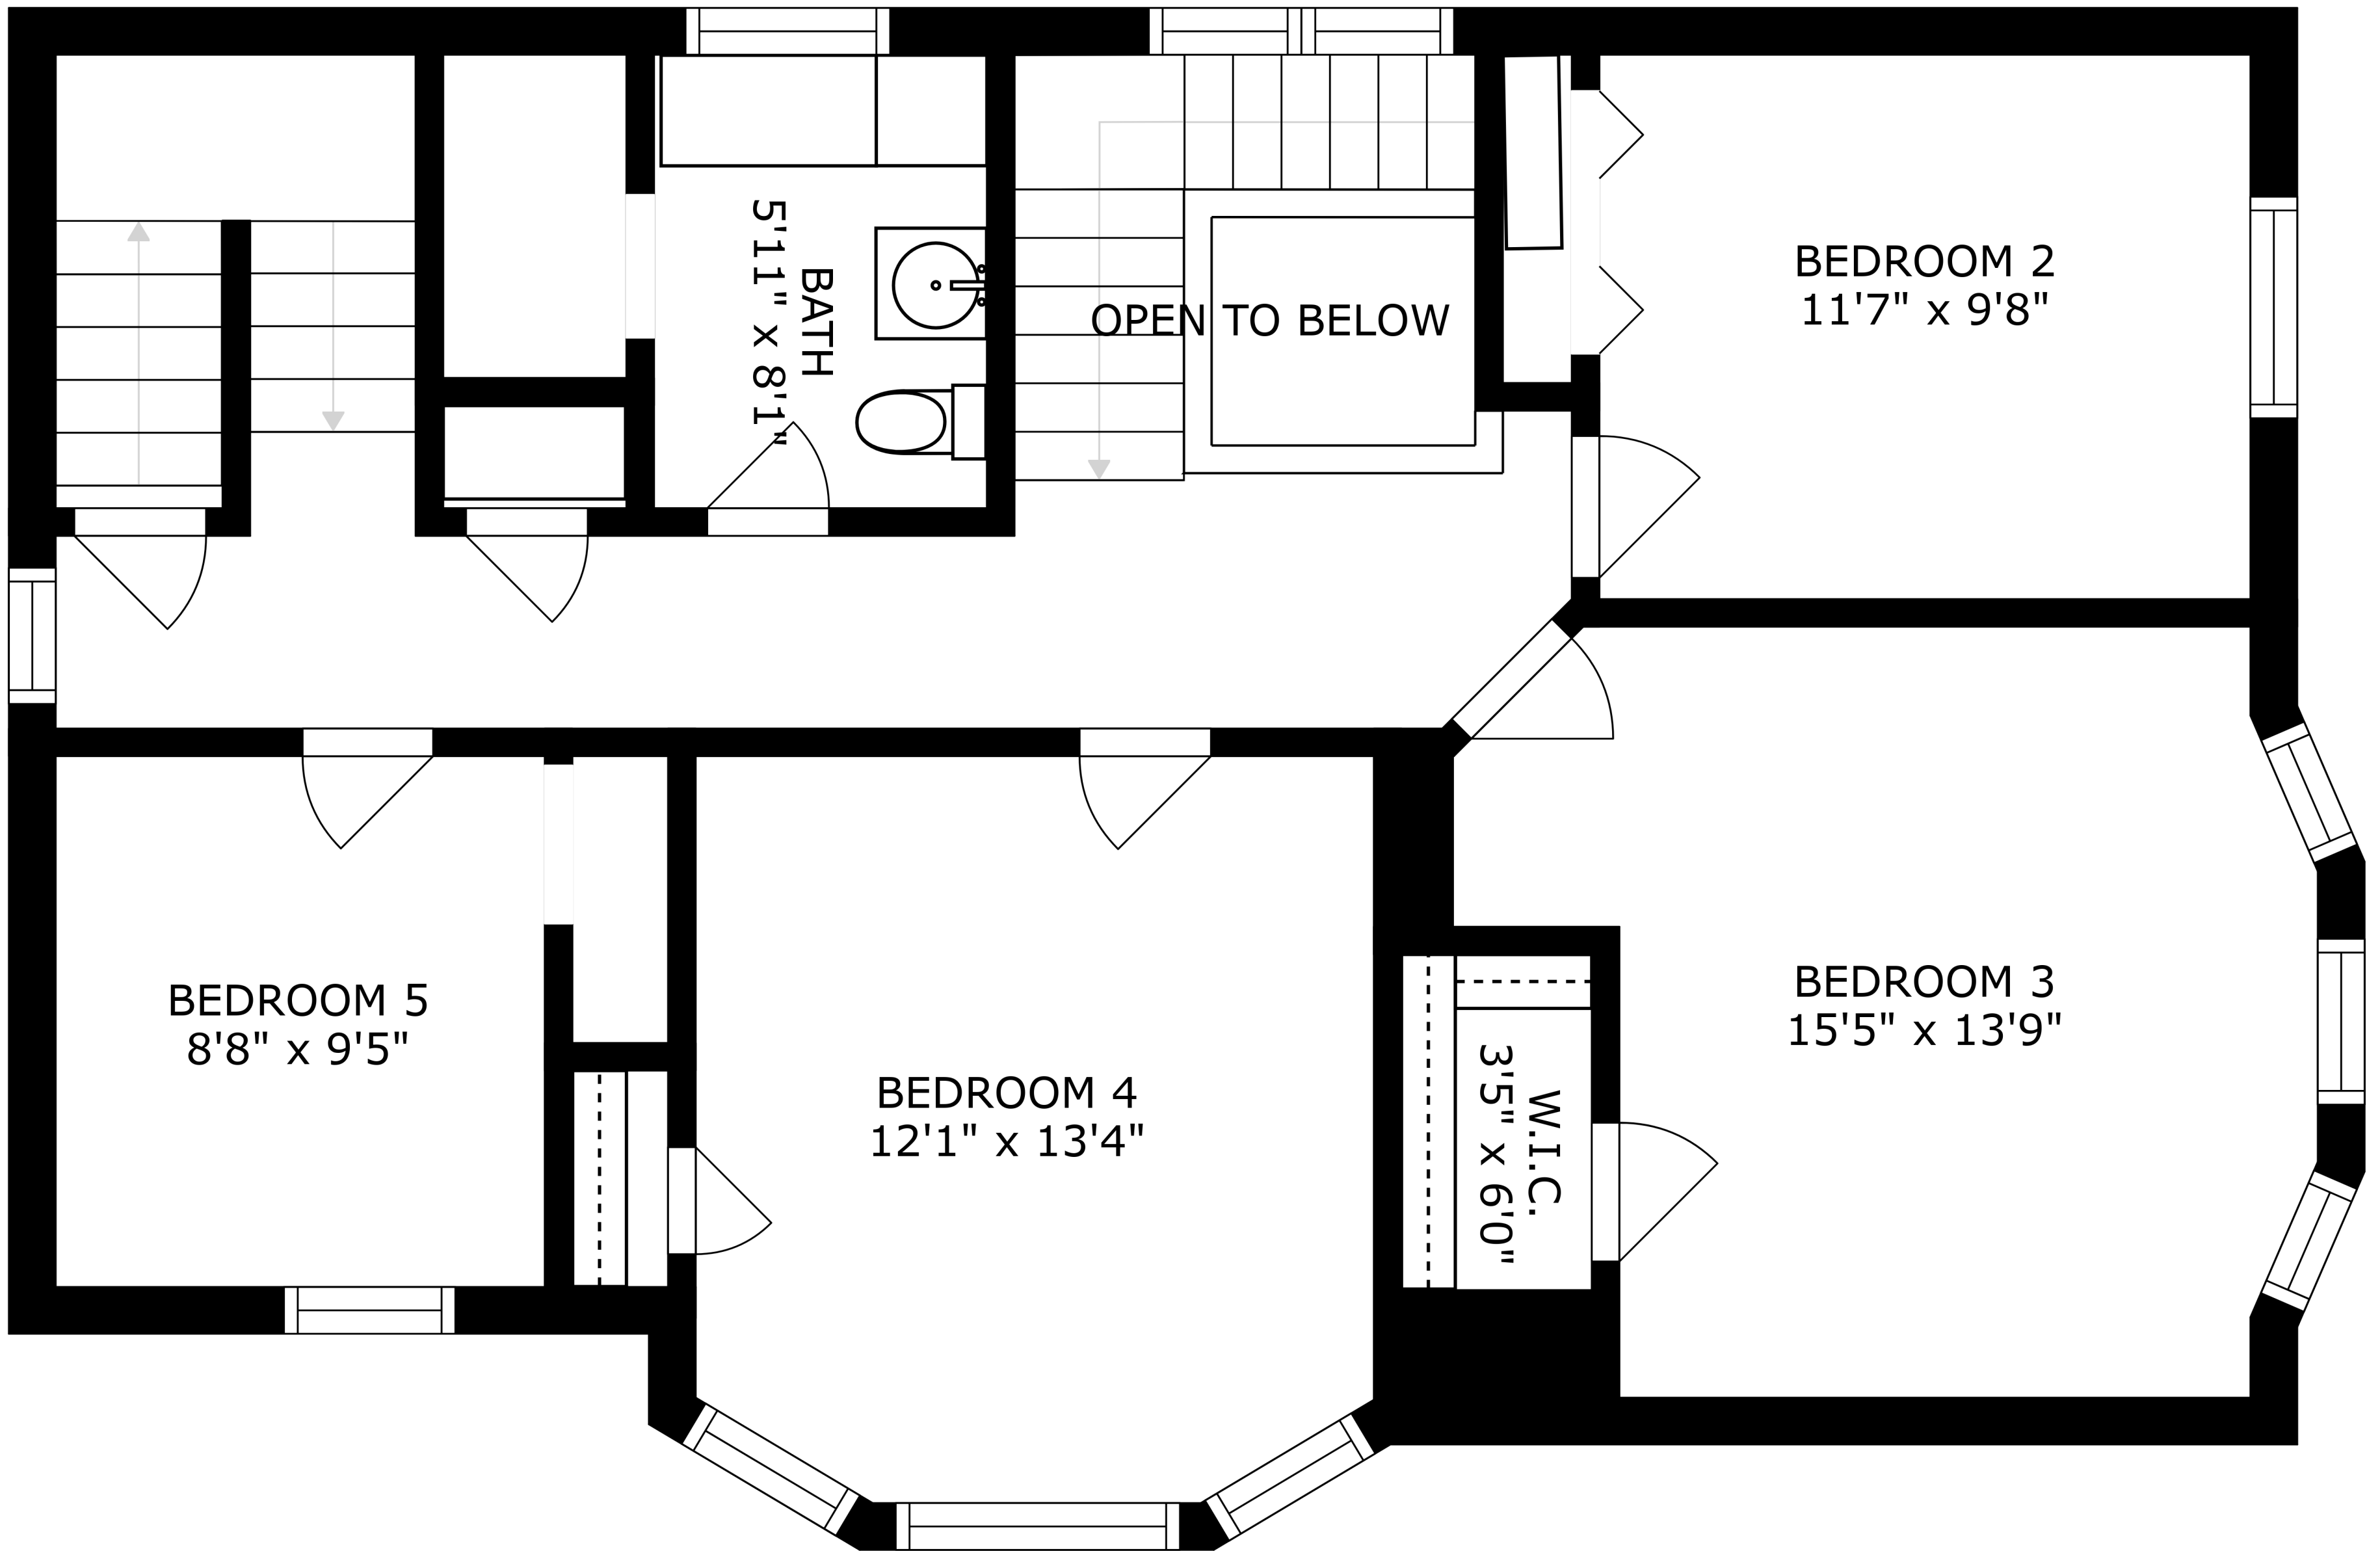 BATH
5'11" x 8'1"
OPEN TO BELOW
BEDROOM 2
11'7" x 9'8"
BEDROOM 5
8'8" x 9'5"
BEDROOM 4
12'1" x 13'4"
W.I.C.
3'5" x 6'0"
BEDROOM 3
15'5" x 13'9"